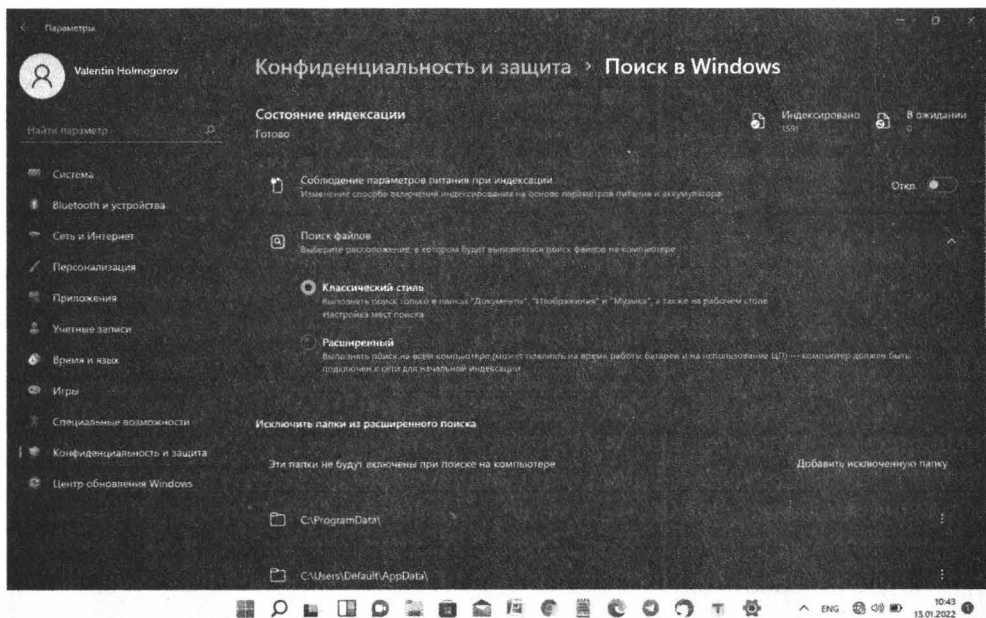 Параметры
Valentin Holmogorov
Найти параметр
Система
Bluetooth и устройства
Сеть и Интернет
Персонализация
Приложения
Учетные записи
Время и язык
Игры
Специальные возможности
Конфиденциальность и защита
Центр обновления Windows
Конфиденциальность и защита > Поиск в Windows
Состояние индексации
Готово
Индексировано
1591
В ожидании
0
Соблюдение параметров питания при индексации
Изменение способа включения индексирования на основе параметров питания и аккумулятора
Откл.
Поиск файлов
Выберите расположение, в котором будет выполняться поиск файлов на компьютере
Классический стиль
Выполнять поиск только в папках "Документы", "Изображения" и "Музыка", а также на рабочем столе
Настройка мест поиска
Расширенный
Выполнять поиск на всем компьютере (может повлиять на время работы батареи и на использование ЦП) — компьютер должен быть
подключен к сети для начальной индексации
Исключить папки из расширенного поиска
Эти папки не будут включены при поиске на компьютере
Добавить исключенную папку
C:\ProgramData\
C:\Users\Default\AppData\
ENG
10:43
13.01.2022
1